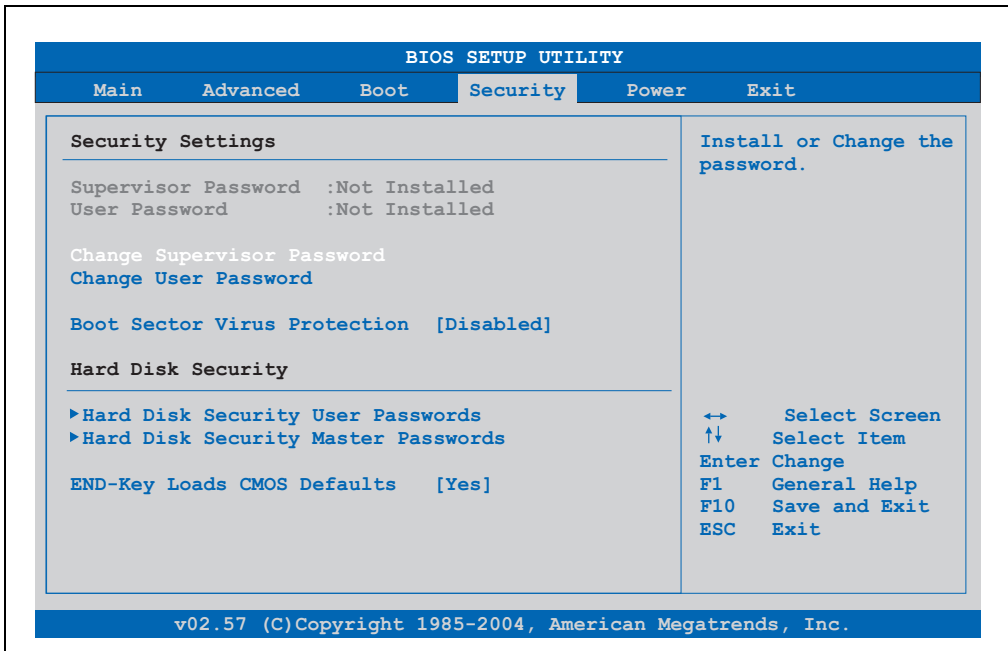 BIOS SETUP UTILITY
Main Advanced Boot Security Power Exit
Security Settings
Supervisor Password :Not Installed
User Password :Not Installed
Change Supervisor Password
Change User Password
Boot Sector Virus Protection [Disabled]
Hard Disk Security
▶Hard Disk Security User Passwords
▶Hard Disk Security Master Passwords
END-Key Loads CMOS Defaults [Yes]
Install or Change the
password.
↔ Select Screen
↑↓ Select Item
Enter Change
F1 General Help
F10 Save and Exit
ESC Exit
v02.57 (C)Copyright 1985-2004, American Megatrends, Inc.